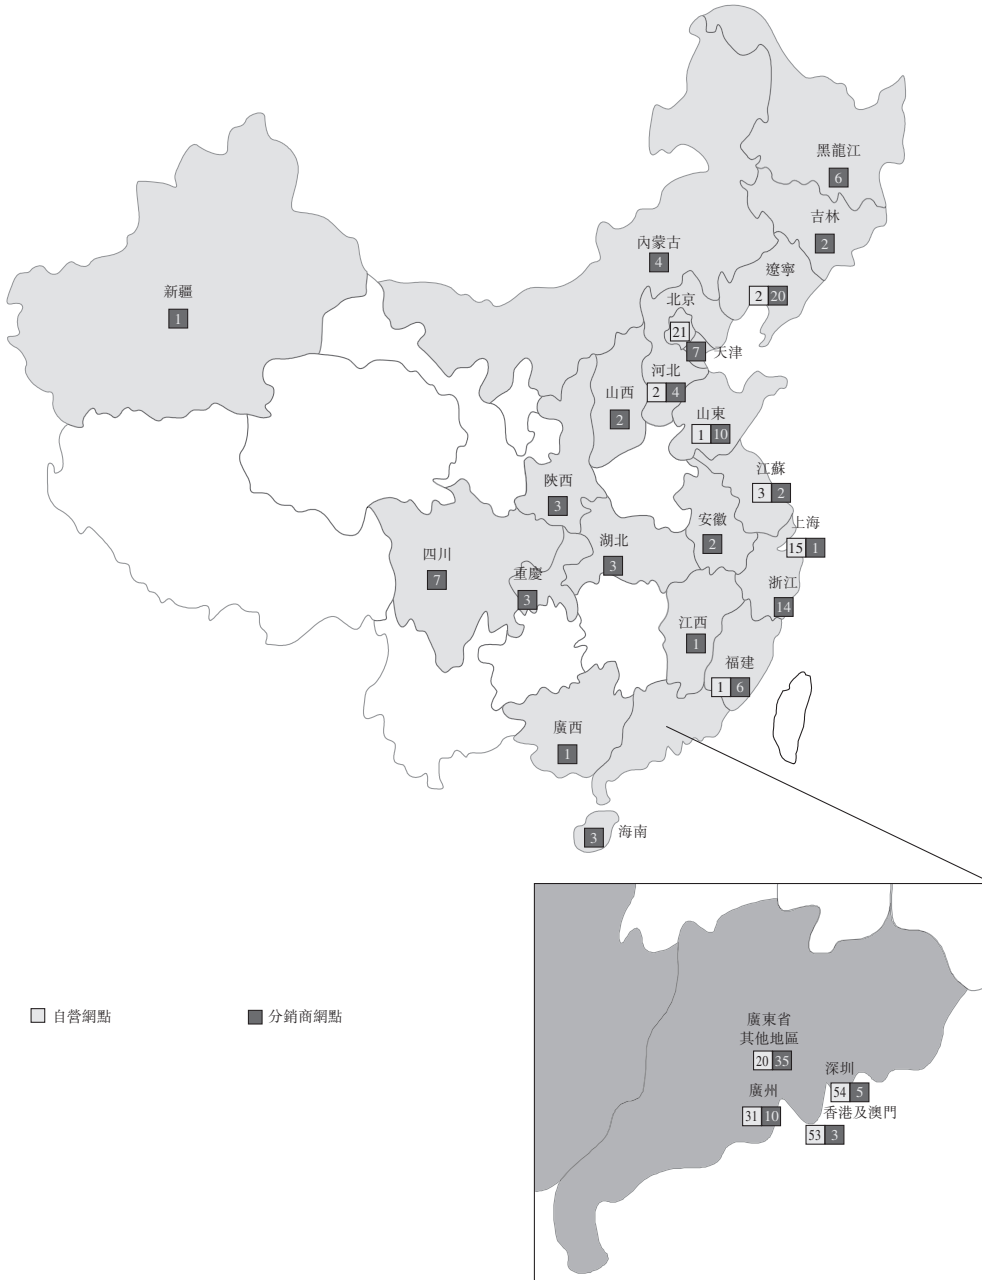 黑龍江
6
吉林
2
內蒙古
4
遼寧
2 20
新疆
1
北京
21
7 天津
河北
2 4
山西
2
山東
1 10
江蘇
3 2
陝西
3
安徽
2
上海
15 1
湖北
3
四川
7
重慶
3
浙江
14
江西
1
福建
1 6
廣西
1
3 海南
自營網點
分銷商網點
廣東省
其他地區
20 35
深圳
54 5
廣州
31 10
香港及澳門
53 3